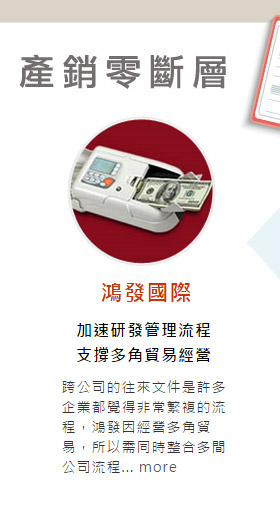 產銷零斷層
鴻發國際
加速研發管理流程
支撐多角貿易經營
跨公司的往來文件是許多
企業都覺得非常繁複的流
程，鴻發因經營多角貿
易，所以需同時整合多間
公司流程... more